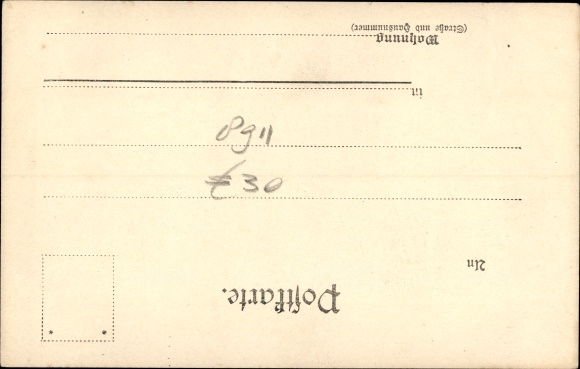 Postkarte.
An
in
Wohnung
(Straße und Hausnummer)
€30